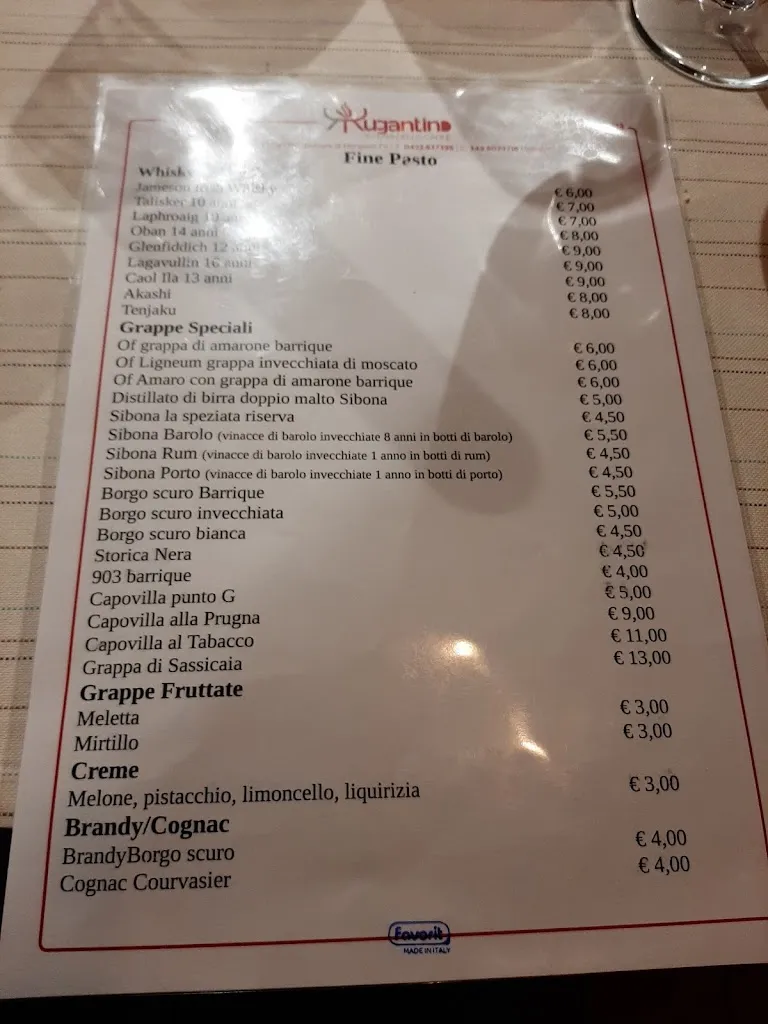 Rugantino
Fine Pasto
Whisky
Jameson Irish Whisky € 6,00
Talisker 10 anni € 7,00
Laphroaig 10 anni € 7,00
Oban 14 anni € 8,00
Glenfiddich 12 anni € 9,00
Lagavullin 16 anni € 9,00
Caol Ila 13 anni € 9,00
Akashi € 8,00
Tenjaku € 8,00
Grappe Speciali
Of grappa di amarone barrique € 6,00
Of Ligneum grappa invecchiata di moscato € 6,00
Of Amaro con grappa di amarone barrique € 6,00
Distillato di birra doppio malto Sibona € 5,00
Sibona la speziata riserva € 4,50
Sibona Barolo (vinacce di barolo invecchiate 8 anni in botti di barolo) € 5,50
Sibona Rum (vinacce di barolo invecchiate 1 anno in botti di rum) € 4,50
Sibona Porto (vinacce di barolo invecchiate 1 anno in botti di porto) € 4,50
Borgo scuro Barrique € 5,50
Borgo scuro invecchiata € 5,00
Borgo scuro bianca € 4,50
Storica Nera € 4,50
903 barrique € 4,00
Capovilla punto G € 5,00
Capovilla alla Prugna € 9,00
Capovilla al Tabacco € 11,00
Grappa di Sassicaia € 13,00
Grappe Fruttate
Meletta € 3,00
Mirtillo € 3,00
Creme
Melone, pistacchio, limoncello, liquirizia € 3,00
Brandy/Cognac
BrandyBorgo scuro € 4,00
Cognac Courvasier € 4,00
Favorit
MADE IN ITALY